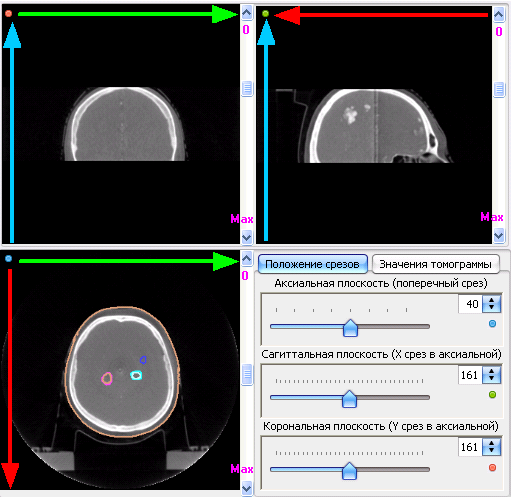 0
0
Max
Max
Положение срезов
Значения томограммы
0
Аксиальная плоскость (поперечный срез)
40
Сагиттальная плоскость (X срез в аксиальной)
161
Корональная плоскость (Y срез в аксиальной)
161
Max